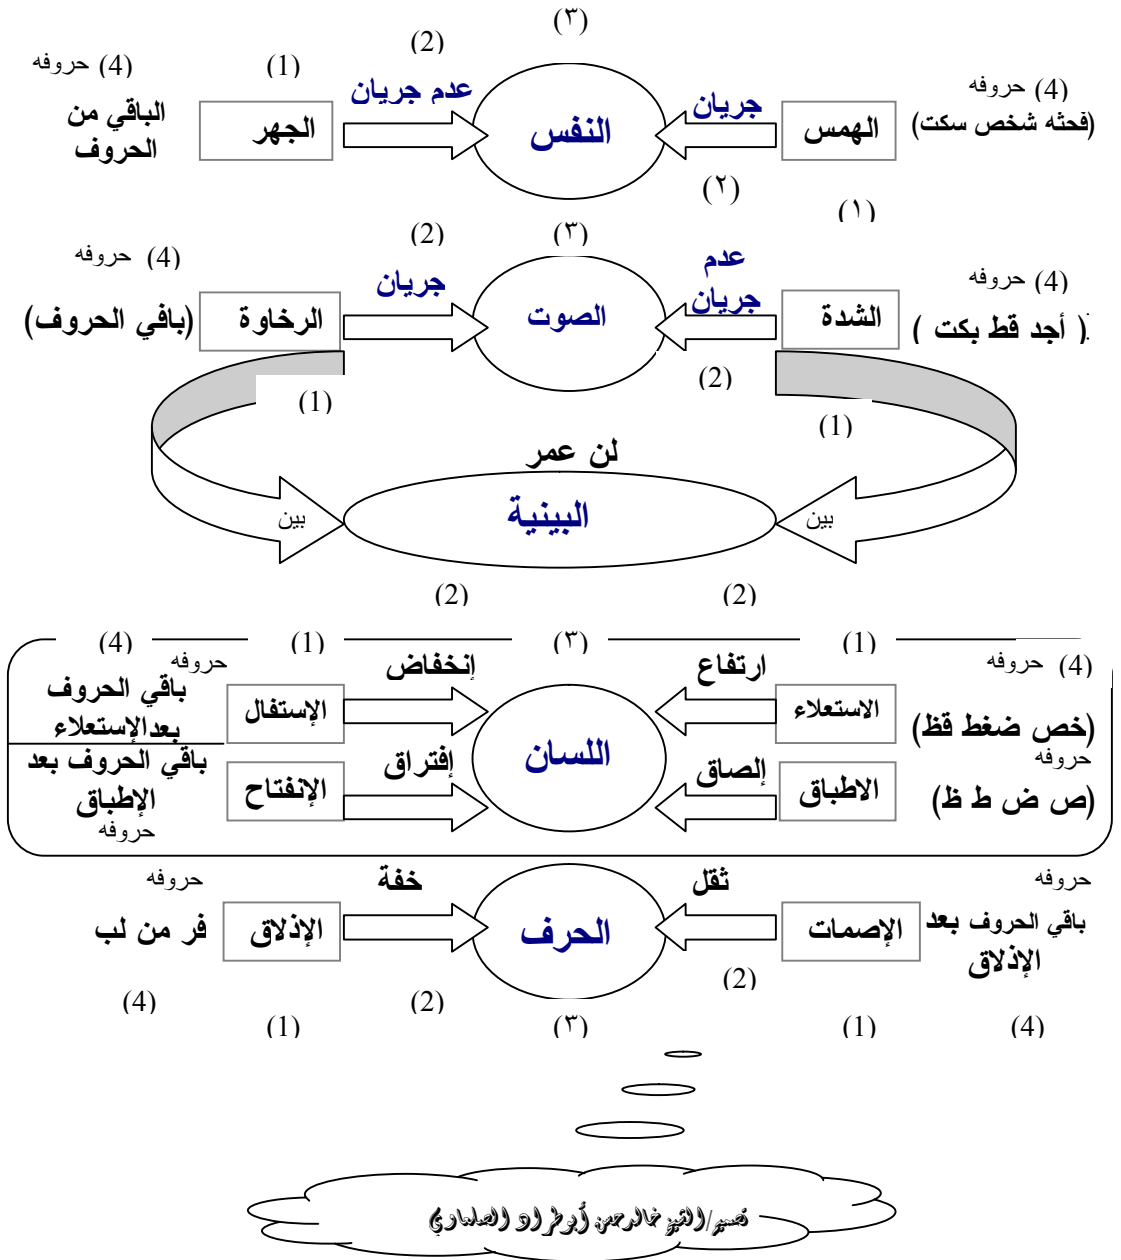 (٣)
(4) حروفه
(فحثه شخص سكت)
الهمس
(١)
جريان
(٢)
النفس
(2)
عدم جريان
(1)
الجهر
(4) حروفه
الباقي من
الحروف
(٣)
(4) حروفه
( أجد قط بكت )
الشدة
(1)
عدم
جريان
(2)
الصوت
(2)
جريان
الرخاوة
(1)
(4) حروفه
(بافي الحروف)
لن عمر
البينية
بين
بين
(2)
(2)
(٣)
(4) حروفه
(1)
ارتفاع
الاستعلاء
(خص ضغط قظ)
اللسان
إنخفاض
(1)
الإستفال
(4)
حروفه
باقي الحروف
بعدالإستعلاء
حروفه
(ص ض ط ظ)
الاطباق
إلصاق
إفتراق
الإنفتاح
باقي الحروف بعد
الإطباق
حروفه
حروفه
باقي الحروف بعد
الإذلاق
(4)
الإصمات
(1)
ثقل
(2)
الحرف
(٣)
خفة
(2)
الإذلاق
(1)
حروفه
فر من لب
(4)